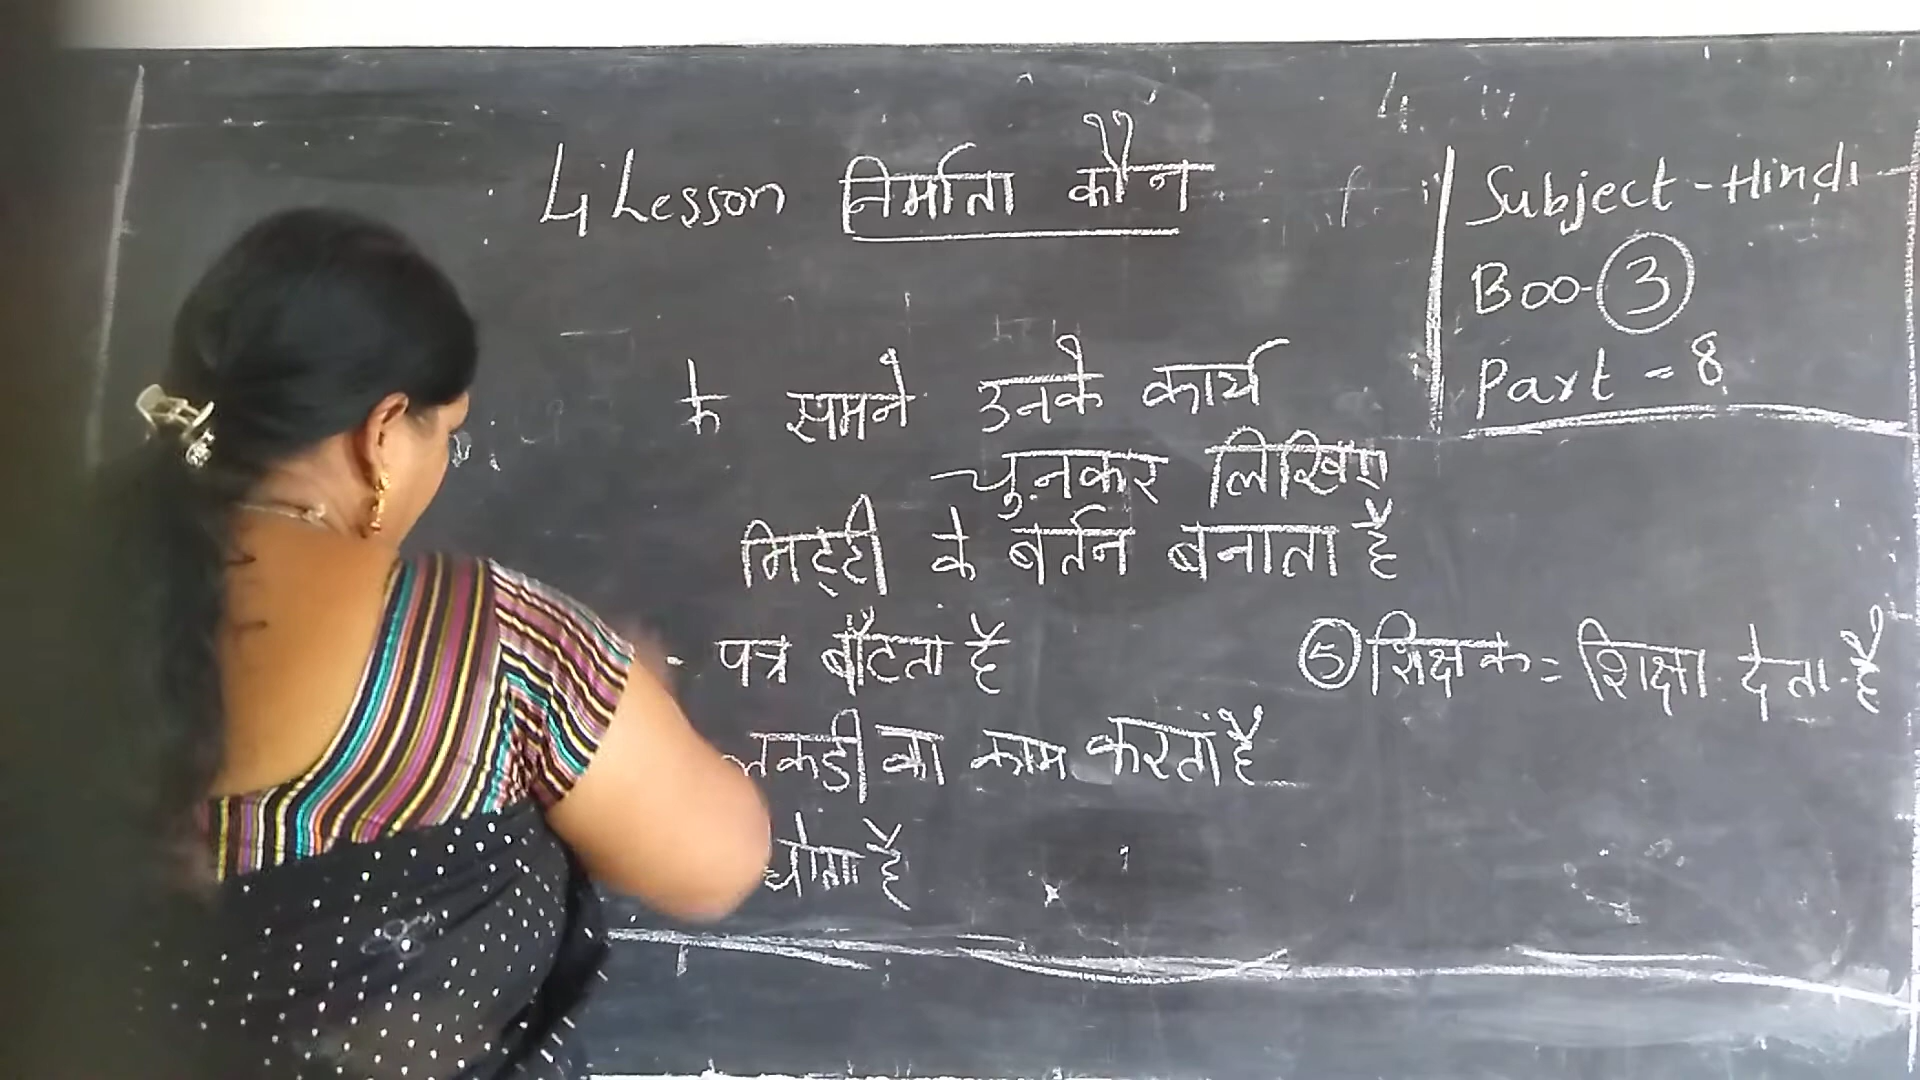 4 Lesson निर्माता कौन
Subject-Hindi
Boo-3
Part-8
के समने उनके कार्य
चुनकर लिखिए
मिट्टी के बर्तन बनाता है
- पत्र बाँटता है
⑤ शिक्षक = शिक्षा देता है
लकडी का काम करता है
धोता है